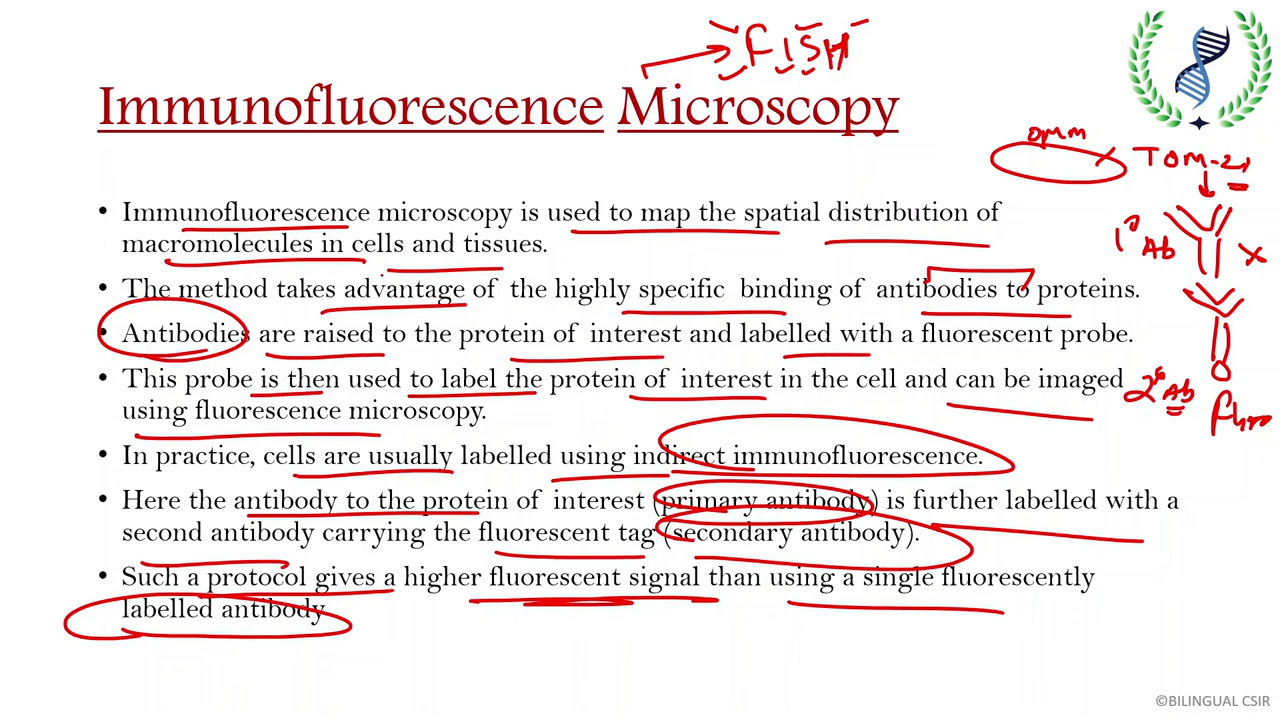 FISH
Immunofluorescence Microscopy
OMM
TOM-21
• Immunofluorescence microscopy is used to map the spatial distribution of
macromolecules in cells and tissues.
1° Ab
• The method takes advantage of the highly specific binding of antibodies to proteins.
• Antibodies are raised to the protein of interest and labelled with a fluorescent probe.
• This probe is then used to label the protein of interest in the cell and can be imaged
using fluorescence microscopy.
2° Ab
Fluro
• In practice, cells are usually labelled using indirect immunofluorescence.
• Here the antibody to the protein of interest (primary antibody) is further labelled with a
second antibody carrying the fluorescent tag (secondary antibody).
• Such a protocol gives a higher fluorescent signal than using a single fluorescently
labelled antibody
©BILINGUAL CSIR